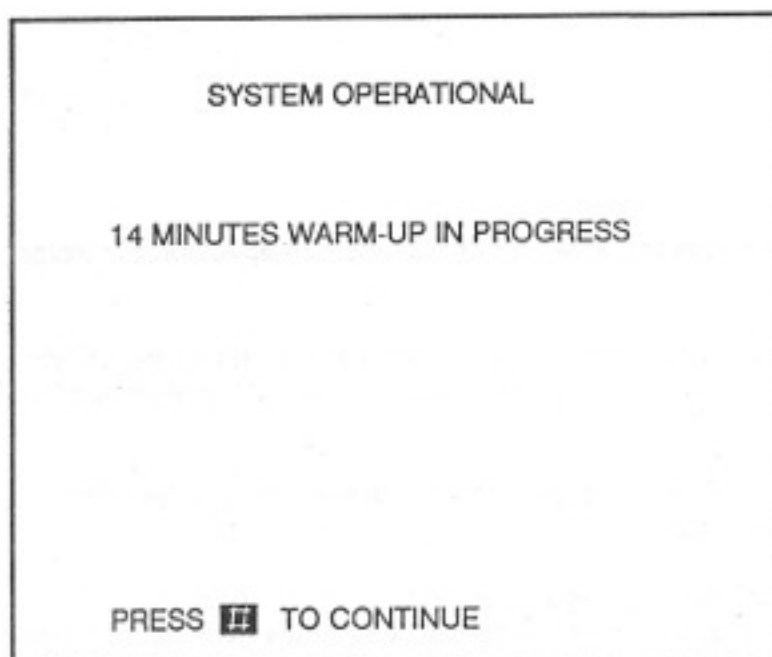 SYSTEM OPERATIONAL
14 MINUTES WARM-UP IN PROGRESS
PRESS # TO CONTINUE